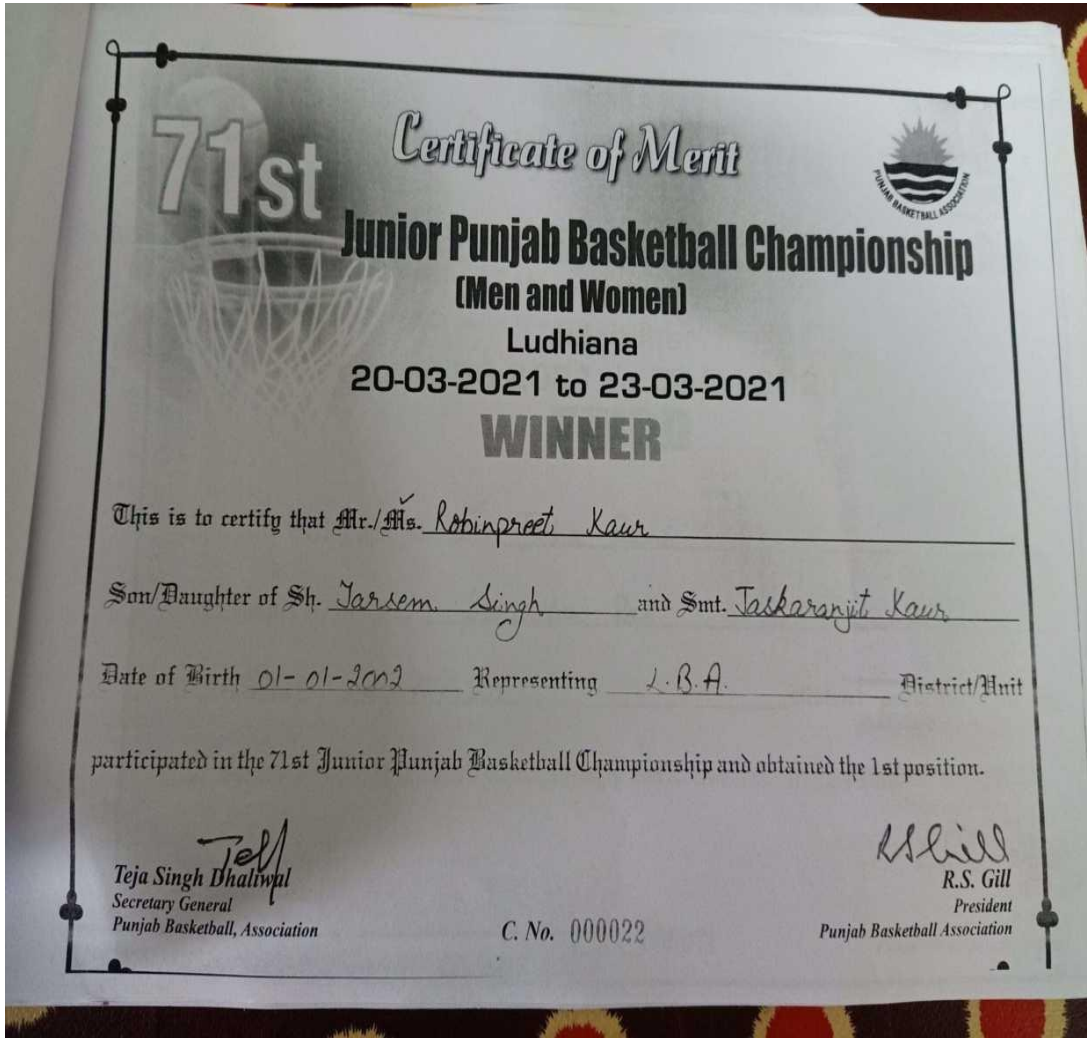 71st
Certificate of Merit
PUNJAB BASKETBALL ASSOCIATION
Junior Punjab Basketball Championship
(Men and Women)
Ludhiana
20-03-2021 to 23-03-2021
WINNER
This is to certify that Mr./Ms. Robinpreet Kaur
Son/Daughter of Sh. Tarsem Singh and Smt. Jaskaranjit Kaur
Date of Birth 01-01-2002 Representing L.B.A. District/Unit
participated in the 71st Junior Punjab Basketball Championship and obtained the 1st position.
Teja Singh Dhaliwal
Secretary General
Punjab Basketball, Association
C. No. 000022
RS Gill
R.S. Gill
President
Punjab Basketball Association